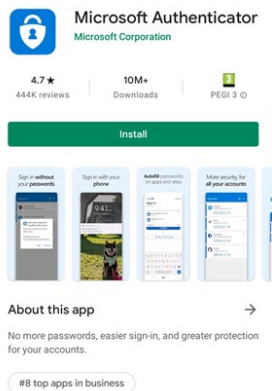 Microsoft Authenticator
Microsoft Corporation
4.7★ 10M+ 3
444K reviews Downloads PEGI 3
Install
Sign in without your passwords
Sign in with your phone
Autofill passwords on apps and sites
More security, for all your accounts
9:41
About this app
No more passwords, easier sign-in, and greater protection
for your accounts.
#8 top apps in business